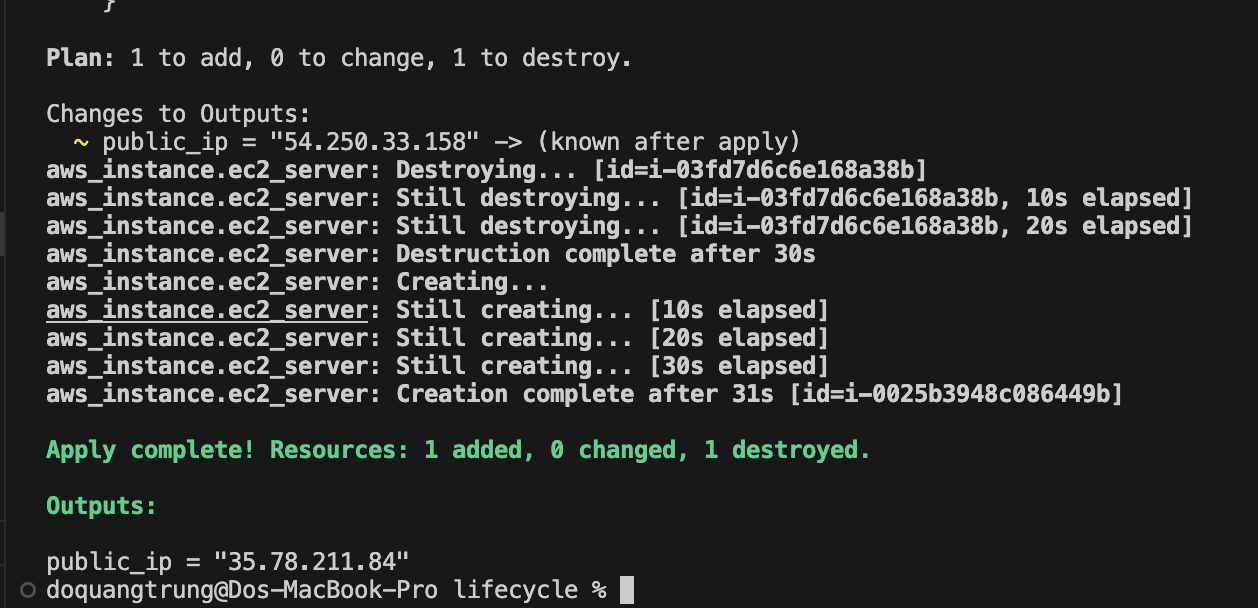 }
Plan: 1 to add, 0 to change, 1 to destroy.
Changes to Outputs:
~ public_ip = "54.250.33.158" -> (known after apply)
aws_instance.ec2_server: Destroying... [id=i-03fd7d6c6e168a38b]
aws_instance.ec2_server: Still destroying... [id=i-03fd7d6c6e168a38b, 10s elapsed]
aws_instance.ec2_server: Still destroying... [id=i-03fd7d6c6e168a38b, 20s elapsed]
aws_instance.ec2_server: Destruction complete after 30s
aws_instance.ec2_server: Creating...
aws_instance.ec2_server: Still creating... [10s elapsed]
aws_instance.ec2_server: Still creating... [20s elapsed]
aws_instance.ec2_server: Still creating... [30s elapsed]
aws_instance.ec2_server: Creation complete after 31s [id=i-0025b3948c086449b]
Apply complete! Resources: 1 added, 0 changed, 1 destroyed.
Outputs:
public_ip = "35.78.211.84"
doquangtrung@Dos-MacBook-Pro lifecycle %